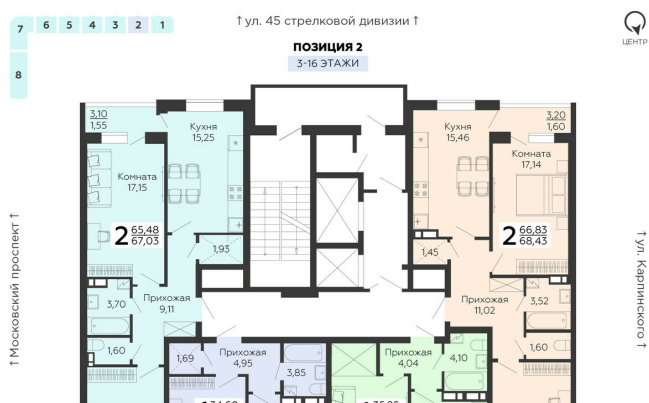 7 6 5 4 3 2 1
8
↑ ул. 45 стрелковой дивизии ↑
ПОЗИЦИЯ 2
3-16 ЭТАЖИ
ЦЕНТР
↑ Московский проспект ↑
↑ ул. Карпинского ↑
3,10
1,55
Кухня
15,25
Комната
17,15
2 65,48
67,03
1,93
3,70
Прихожая
9,11
1,60
Кухня
15,46
3,20
1,60
Комната
17,14
2 66,83
68,43
1,45
Прихожая
11,02
3,52
1,60
1,69
Прихожая
4,95
3,85
Прихожая
4,04
4,10